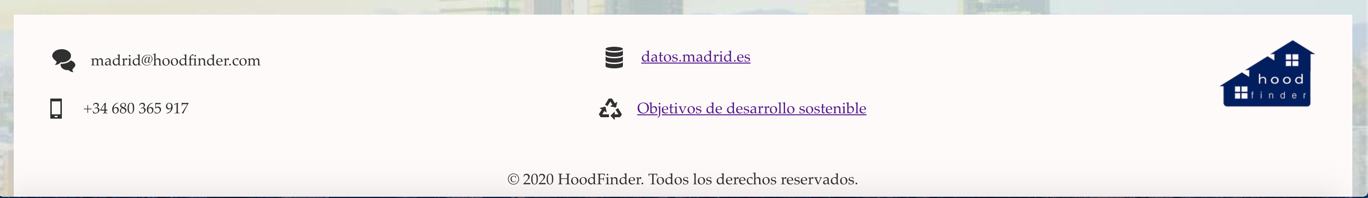 madrid@hoodfinder.com
+34 680 365 917
datos.madrid.es
Objetivos de desarrollo sostenible
hood
finder
© 2020 HoodFinder. Todos los derechos reservados.